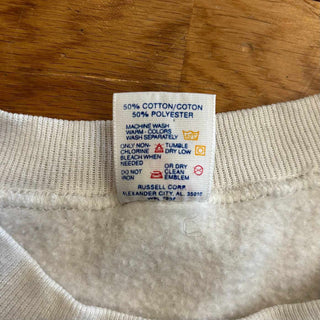 50% COTTON/COTON
50% POLYESTER
MACHINE WASH
WARM - COLORS
WASH SEPARATELY
ONLY NON- TUMBLE
CHLORINE DRY LOW
BLEACH WHEN
NEEDED OR DRY
DO NOT CLEAN
IRON EMBLEM
RUSSELL CORP
ALEXANDER CITY, AL 35010